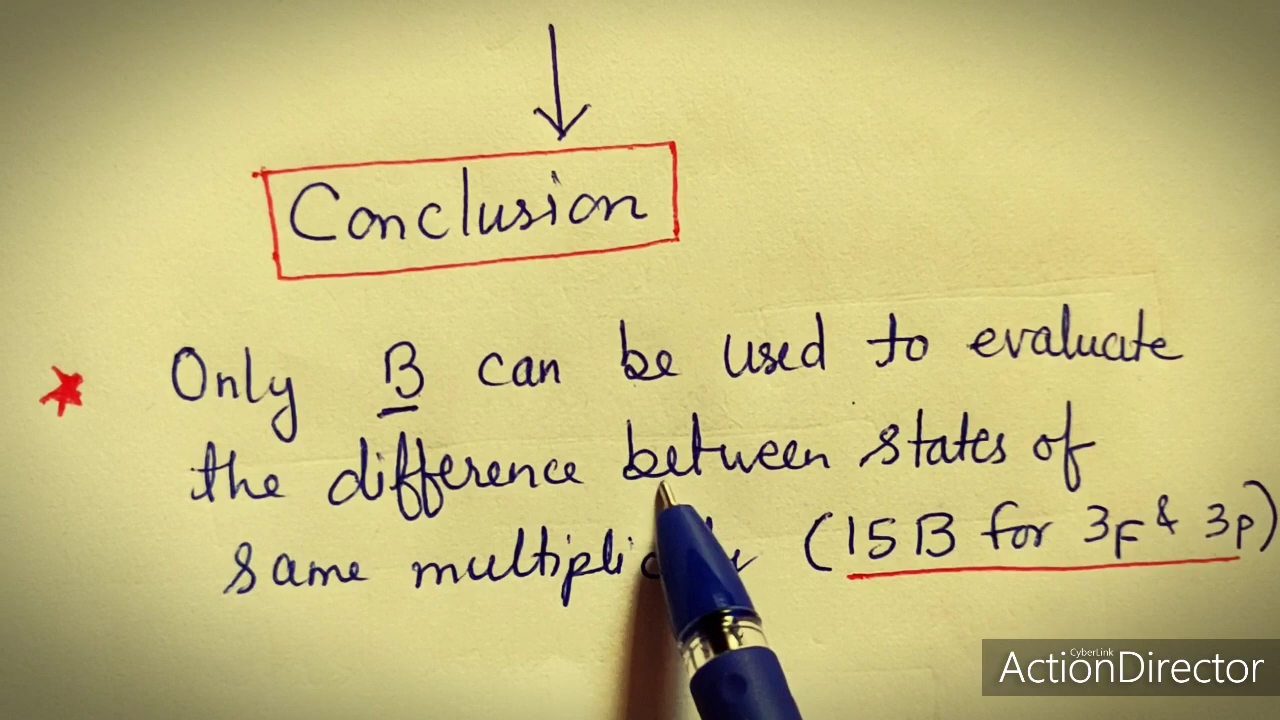 Conclusion
Only B can be used to evaluate
the difference between states of
same (15B for 3F & 3P)
CyberLink
ActionDirector